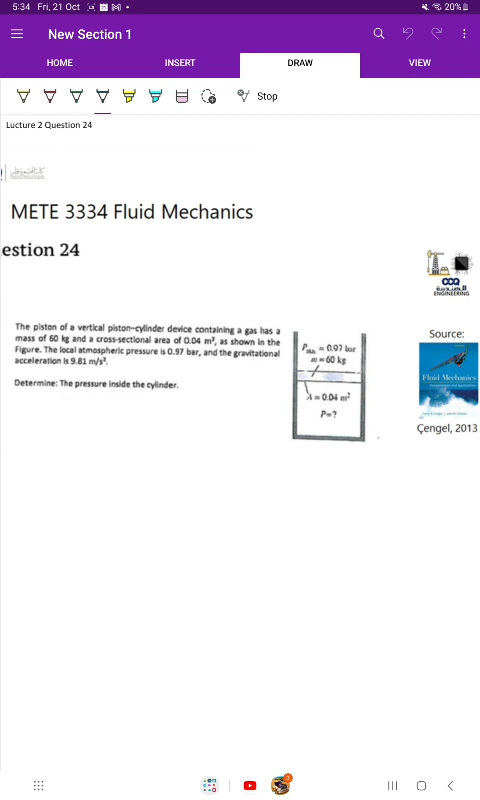 5:34 Fri, 21 Oct
20%
New Section 1
HOME INSERT DRAW VIEW
Stop
Lucture 2 Question 24
METE 3334 Fluid Mechanics
estion 24
ENGINEERING
The piston of a vertical piston-cylinder device containing a gas has a
mass of 60 kg and a cross-sectional area of 0.04 m², as shown in the
Figure. The local atmospheric pressure is 0.97 bar, and the gravitational
acceleration is 9.81 m/s².
Determine: The pressure inside the cylinder.
Patm = 0.97 bar
m = 60 kg
A = 0.04 m²
P=?
Source:
Fluid Mechanics
Çengel, 2013